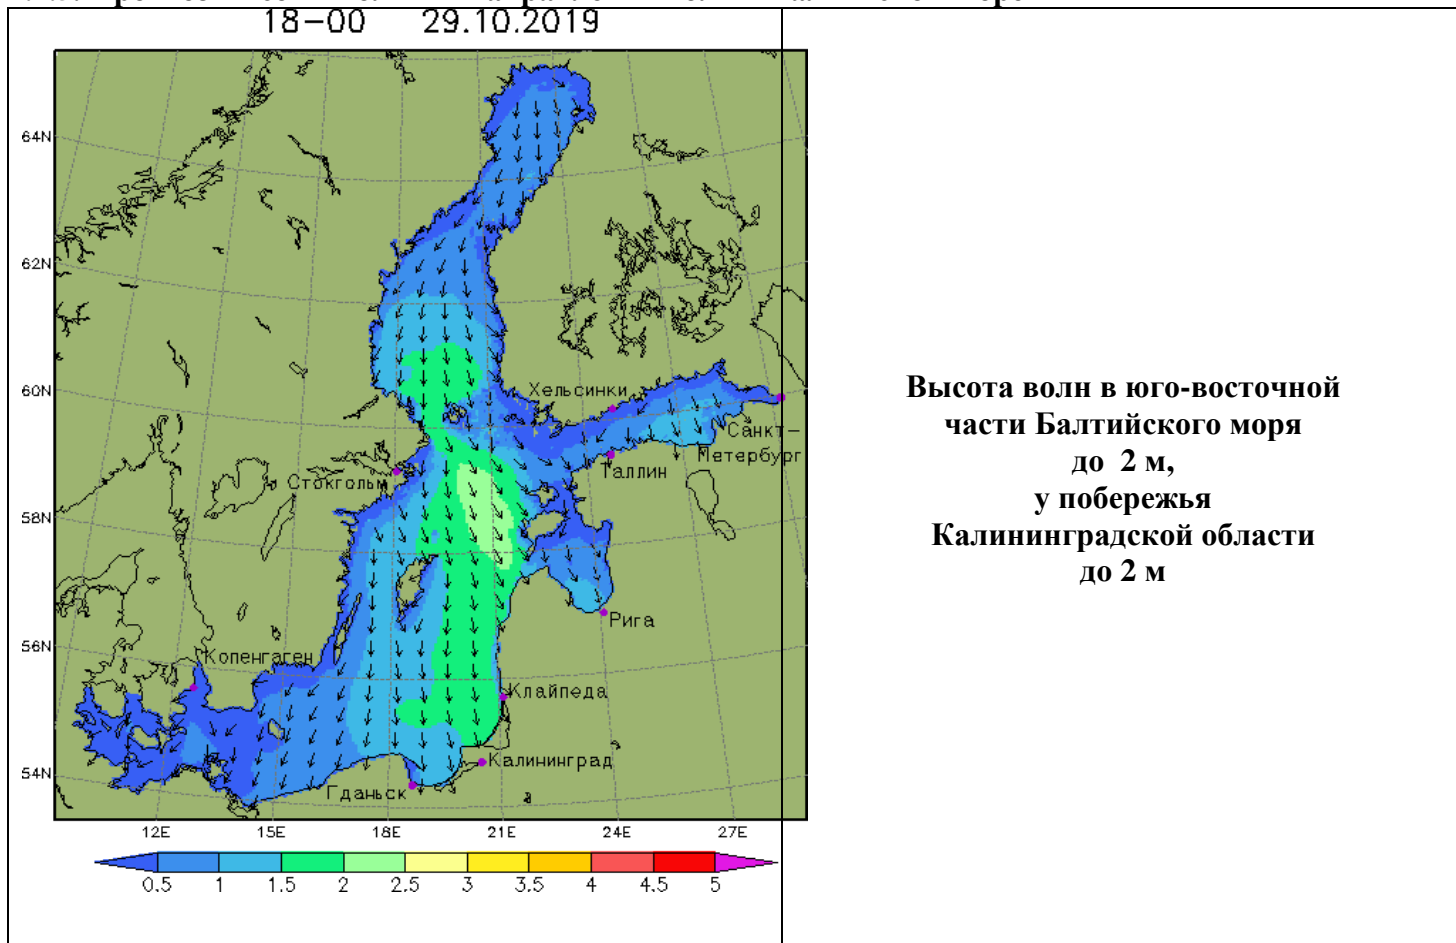 18-00 29.10.2019
64N
62N
60N
58N
56N
54N
12E 15E 18E 21E 24E 27E
Хельсинки
Санкт-
Петербург
Таллин
Стокгольм
Рига
Копенгаген
Клайпеда
Калининград
Гданьск
0.5 1 1.5 2 2.5 3 3.5 4 4.5 5
Высота волн в юго-восточной
части Балтийского моря
до 2 м,
у побережья
Калининградской области
до 2 м